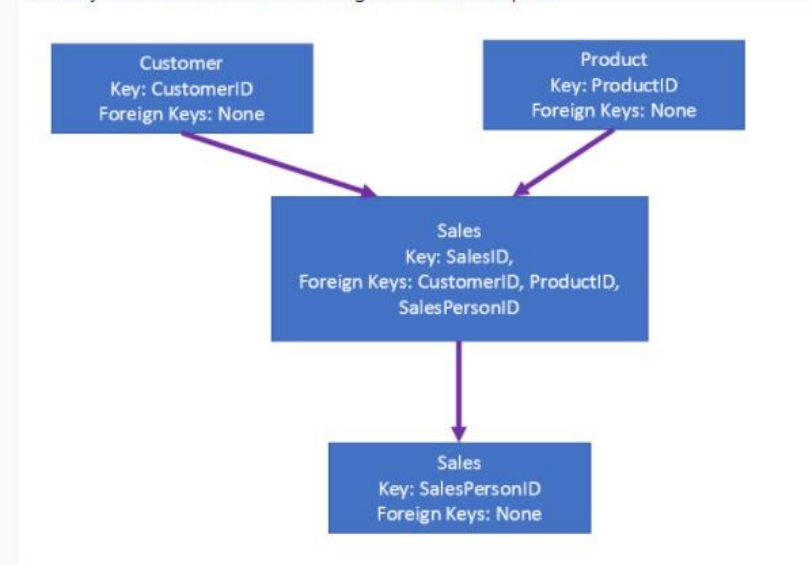 Customer
Key: CustomerID
Foreign Keys: None
Product
Key: ProductID
Foreign Keys: None
Sales
Key: SalesID,
Foreign Keys: CustomerID, ProductID,
SalesPersonID
Sales
Key: SalesPersonID
Foreign Keys: None